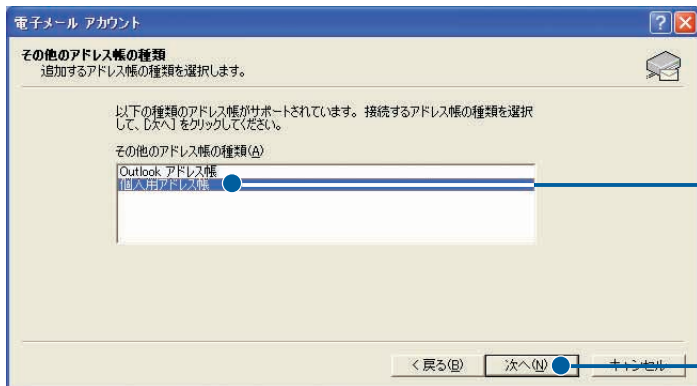 電子メール アカウント
その他のアドレス帳の種類
追加するアドレス帳の種類を選択します。
以下の種類のアドレス帳がサポートされています。接続するアドレス帳の種類を選択
して、[次へ] をクリックしてください。
その他のアドレス帳の種類(A)
Outlook アドレス帳
個人用アドレス帳
< 戻る(B)
次へ(N)
キャンセル